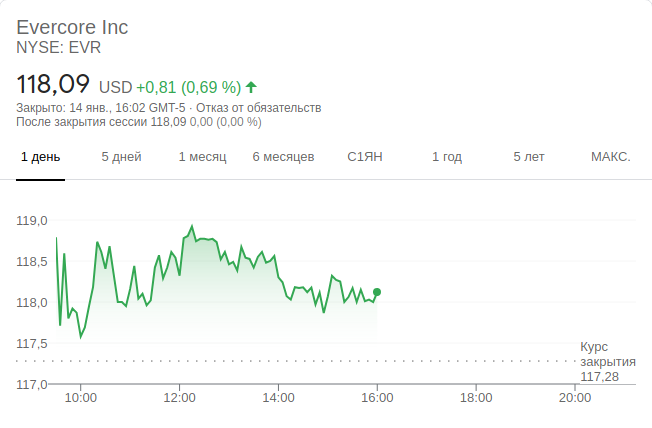 Evercore Inc
NYSE: EVR
118,09 USD +0,81 (0,69 %)
Закрыто: 14 янв., 16:02 GMT-5 · Отказ от обязательств
После закрытия сессии 118,09 0,00 (0,00 %)
1 день 5 дней 1 месяц 6 месяцев С1ЯН 1 год 5 лет МАКС.
119,0
118,5
118,0
117,5
Курс
закрытия
117,28
117,0
10:00 12:00 14:00 16:00 18:00 20:00